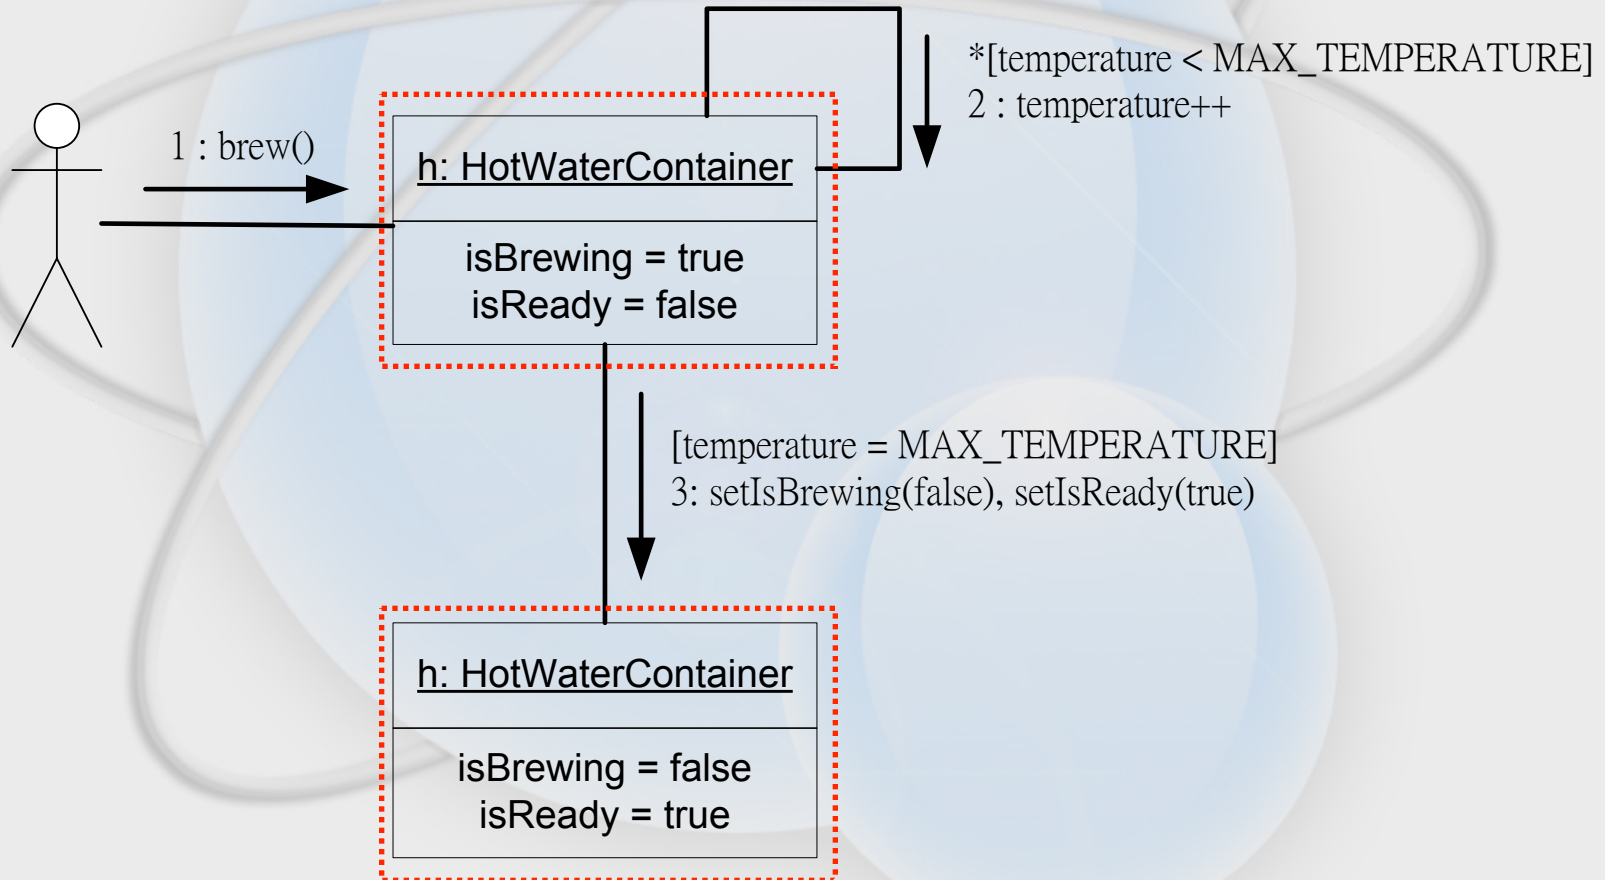 *[temperature < MAX_TEMPERATURE]
2 : temperature++
1 : brew()
h: HotWaterContainer
isBrewing = true
isReady = false
[temperature = MAX_TEMPERATURE]
3: setIsBrewing(false), setIsReady(true)
h: HotWaterContainer
isBrewing = false
isReady = true